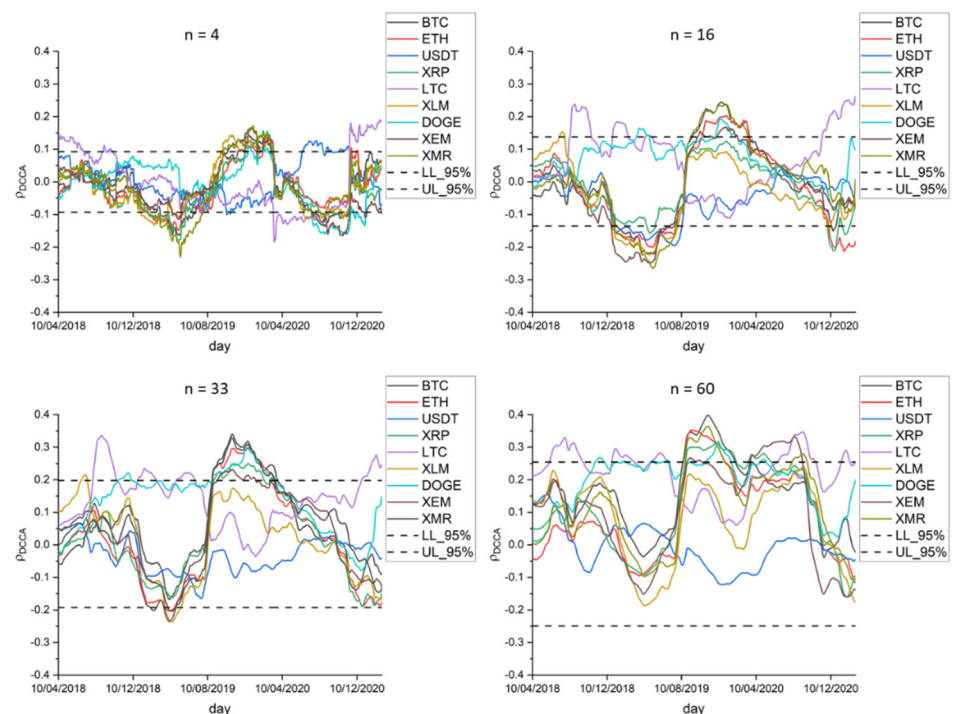 n = 4
BTC
ETH
USDT
XRP
LTC
XLM
DOGE
XEM
XMR
LL_95%
UL_95%
0.4
0.3
0.2
0.1
0.0
-0.1
-0.2
-0.3
-0.4
ρDCCA
10/04/2018 10/12/2018 10/08/2019 10/04/2020 10/12/2020
day
n = 16
BTC
ETH
USDT
XRP
LTC
XLM
DOGE
XEM
XMR
LL_95%
UL_95%
0.4
0.3
0.2
0.1
0.0
-0.1
-0.2
-0.3
-0.4
ρDCCA
10/04/2018 10/12/2018 10/08/2019 10/04/2020 10/12/2020
day
n = 33
BTC
ETH
USDT
XRP
LTC
XLM
DOGE
XEM
XMR
LL_95%
UL_95%
0.4
0.3
0.2
0.1
0.0
-0.1
-0.2
-0.3
-0.4
ρDCCA
10/04/2018 10/12/2018 10/08/2019 10/04/2020 10/12/2020
day
n = 60
BTC
ETH
USDT
XRP
LTC
XLM
DOGE
XEM
XMR
LL_95%
UL_95%
0.4
0.3
0.2
0.1
0.0
-0.1
-0.2
-0.3
-0.4
ρDCCA
10/04/2018 10/12/2018 10/08/2019 10/04/2020 10/12/2020
day